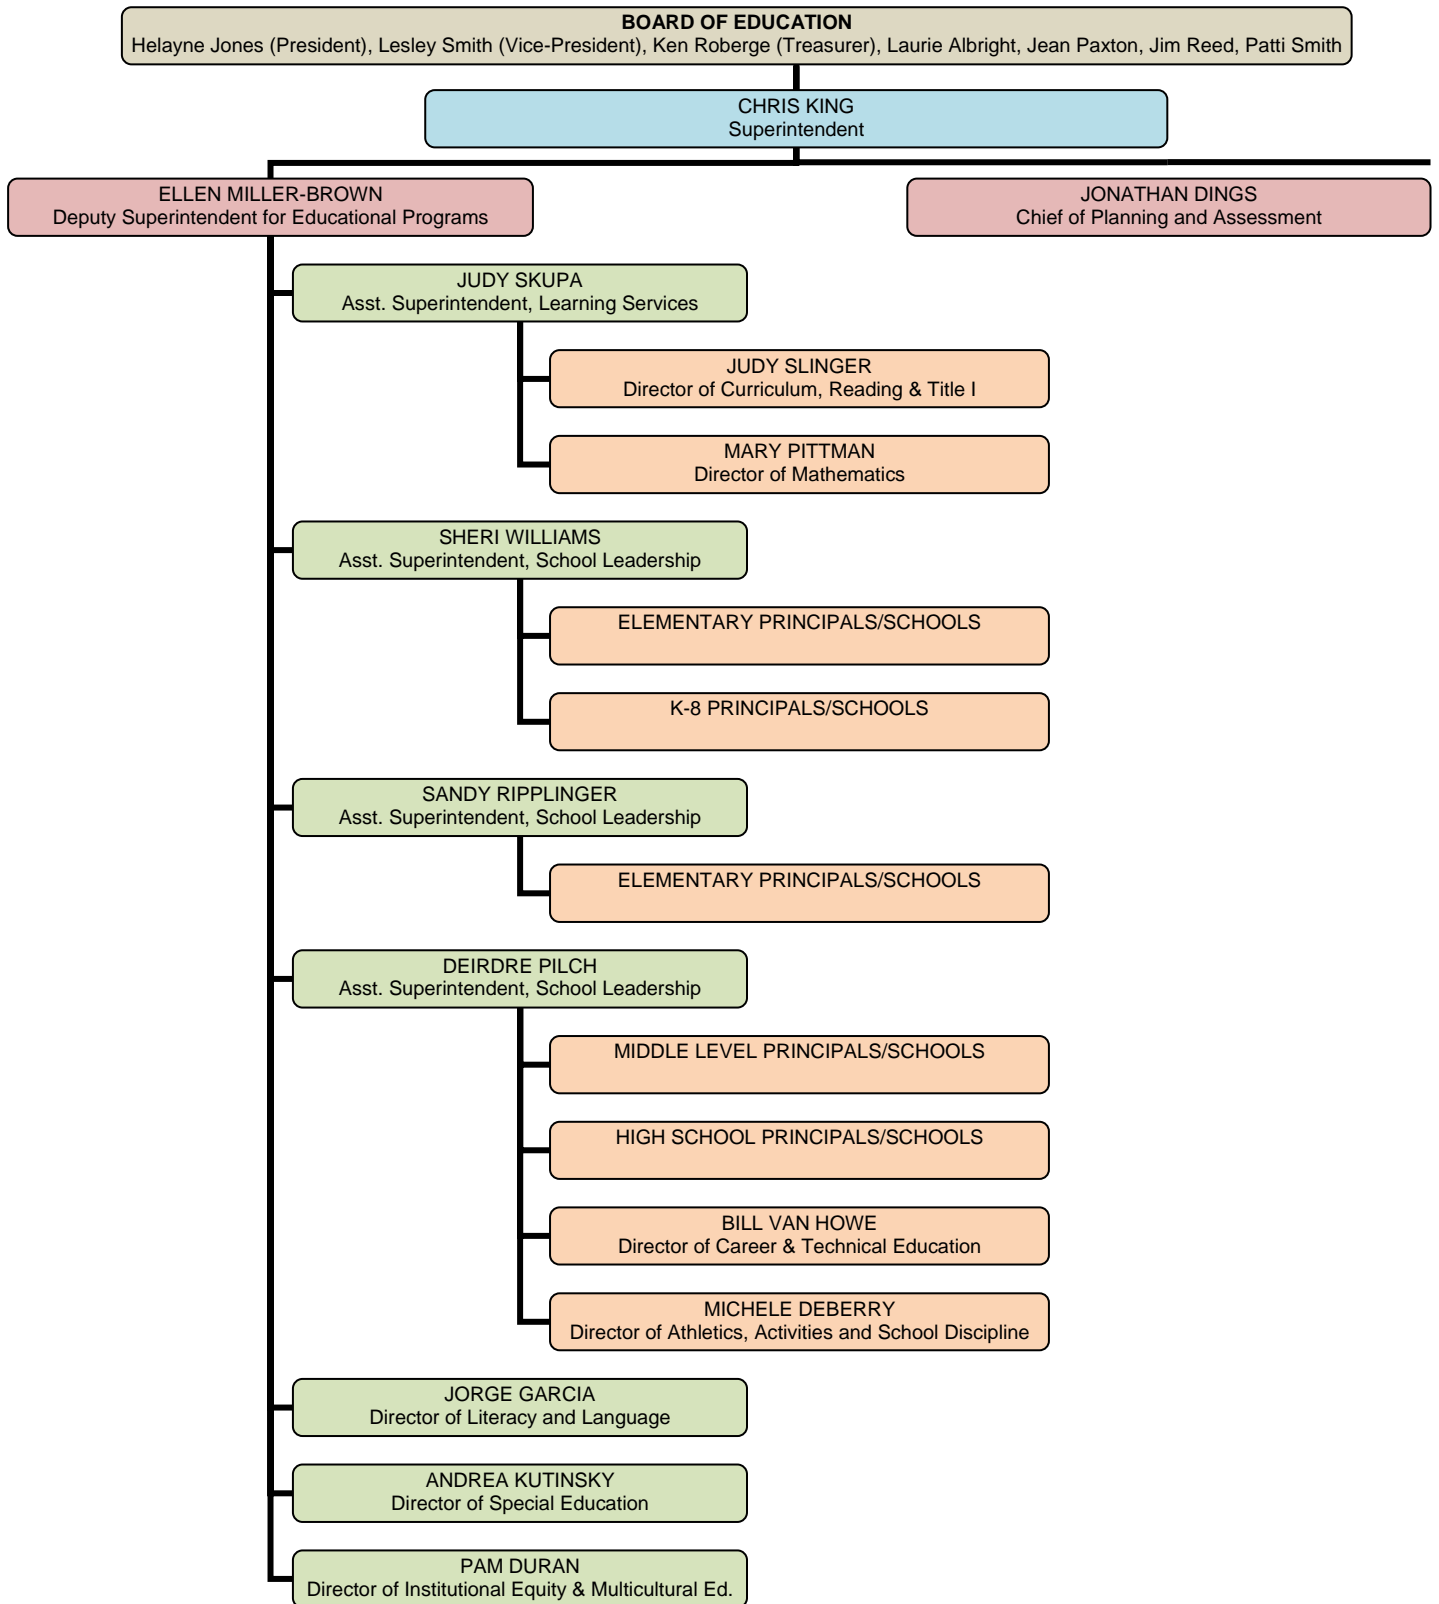 BOARD OF EDUCATION
Helayne Jones (President), Lesley Smith (Vice-President), Ken Roberge (Treasurer), Laurie Albright, Jean Paxton, Jim Reed, Patti Smith
CHRIS KING
Superintendent
ELLEN MILLER-BROWN
Deputy Superintendent for Educational Programs
JONATHAN DINGS
Chief of Planning and Assessment
JUDY SKUPA
Asst. Superintendent, Learning Services
JUDY SLINGER
Director of Curriculum, Reading & Title I
MARY PITTMAN
Director of Mathematics
SHERI WILLIAMS
Asst. Superintendent, School Leadership
ELEMENTARY PRINCIPALS/SCHOOLS
K-8 PRINCIPALS/SCHOOLS
SANDY RIPPLINGER
Asst. Superintendent, School Leadership
ELEMENTARY PRINCIPALS/SCHOOLS
DEIRDRE PILCH
Asst. Superintendent, School Leadership
MIDDLE LEVEL PRINCIPALS/SCHOOLS
HIGH SCHOOL PRINCIPALS/SCHOOLS
BILL VAN HOWE
Director of Career & Technical Education
MICHELE DEBERRY
Director of Athletics, Activities and School Discipline
JORGE GARCIA
Director of Literacy and Language
ANDREA KUTINSKY
Director of Special Education
PAM DURAN
Director of Institutional Equity & Multicultural Ed.